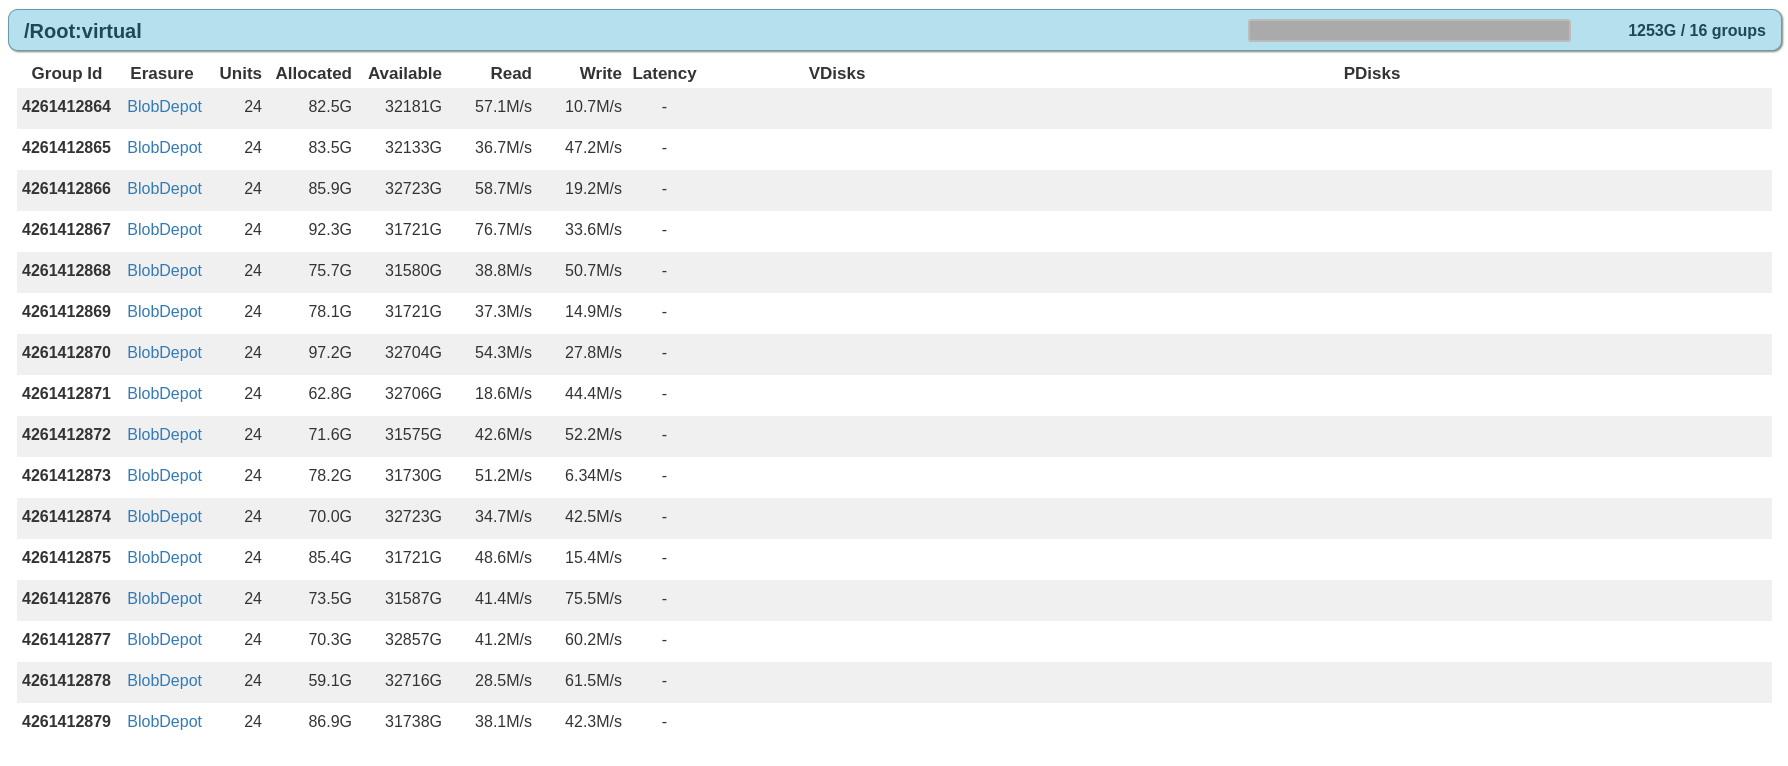 /Root:virtual 1253G / 16 groups
Group Id Erasure Units Allocated Available Read Write Latency VDisks PDisks
4261412864 BlobDepot 24 82.5G 32181G 57.1M/s 10.7M/s -
4261412865 BlobDepot 24 83.5G 32133G 36.7M/s 47.2M/s -
4261412866 BlobDepot 24 85.9G 32723G 58.7M/s 19.2M/s -
4261412867 BlobDepot 24 92.3G 31721G 76.7M/s 33.6M/s -
4261412868 BlobDepot 24 75.7G 31580G 38.8M/s 50.7M/s -
4261412869 BlobDepot 24 78.1G 31721G 37.3M/s 14.9M/s -
4261412870 BlobDepot 24 97.2G 32704G 54.3M/s 27.8M/s -
4261412871 BlobDepot 24 62.8G 32706G 18.6M/s 44.4M/s -
4261412872 BlobDepot 24 71.6G 31575G 42.6M/s 52.2M/s -
4261412873 BlobDepot 24 78.2G 31730G 51.2M/s 6.34M/s -
4261412874 BlobDepot 24 70.0G 32723G 34.7M/s 42.5M/s -
4261412875 BlobDepot 24 85.4G 31721G 48.6M/s 15.4M/s -
4261412876 BlobDepot 24 73.5G 31587G 41.4M/s 75.5M/s -
4261412877 BlobDepot 24 70.3G 32857G 41.2M/s 60.2M/s -
4261412878 BlobDepot 24 59.1G 32716G 28.5M/s 61.5M/s -
4261412879 BlobDepot 24 86.9G 31738G 38.1M/s 42.3M/s -